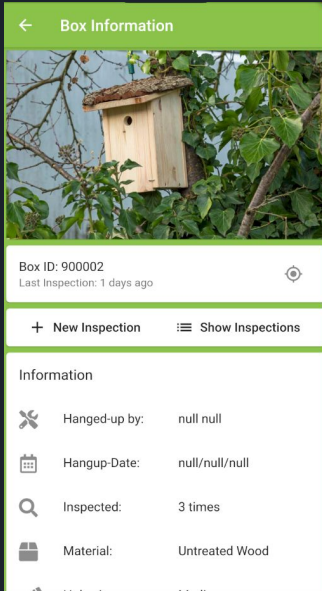 Box Information
Box ID: 900002
Last Inspection: 1 days ago
New Inspection Show Inspections
Information
Hanged-up by: null null
Hangup-Date: null/null/null
Inspected: 3 times
Material: Untreated Wood